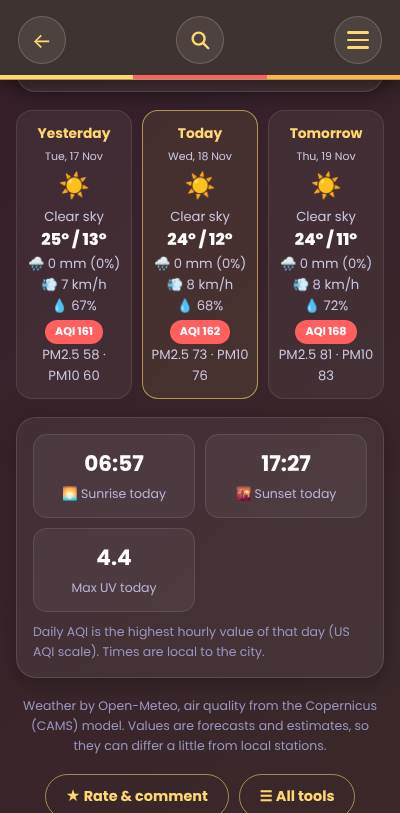 Yesterday
Tue, 17 Nov
Clear sky
25° / 13°
0 mm (0%)
7 km/h
67%
AQI 161
PM2.5 58 ·
PM10 60
Today
Wed, 18 Nov
Clear sky
24° / 12°
0 mm (0%)
8 km/h
68%
AQI 162
PM2.5 73 · PM10
76
Tomorrow
Thu, 19 Nov
Clear sky
24° / 11°
0 mm (0%)
8 km/h
72%
AQI 168
PM2.5 81 · PM10
83
06:57
Sunrise today
17:27
Sunset today
4.4
Max UV today
Daily AQI is the highest hourly value of that day (US
AQI scale). Times are local to the city.
Weather by Open-Meteo, air quality from the Copernicus
(CAMS) model. Values are forecasts and estimates, so
they can differ a little from local stations.
★ Rate & comment
☰ All tools